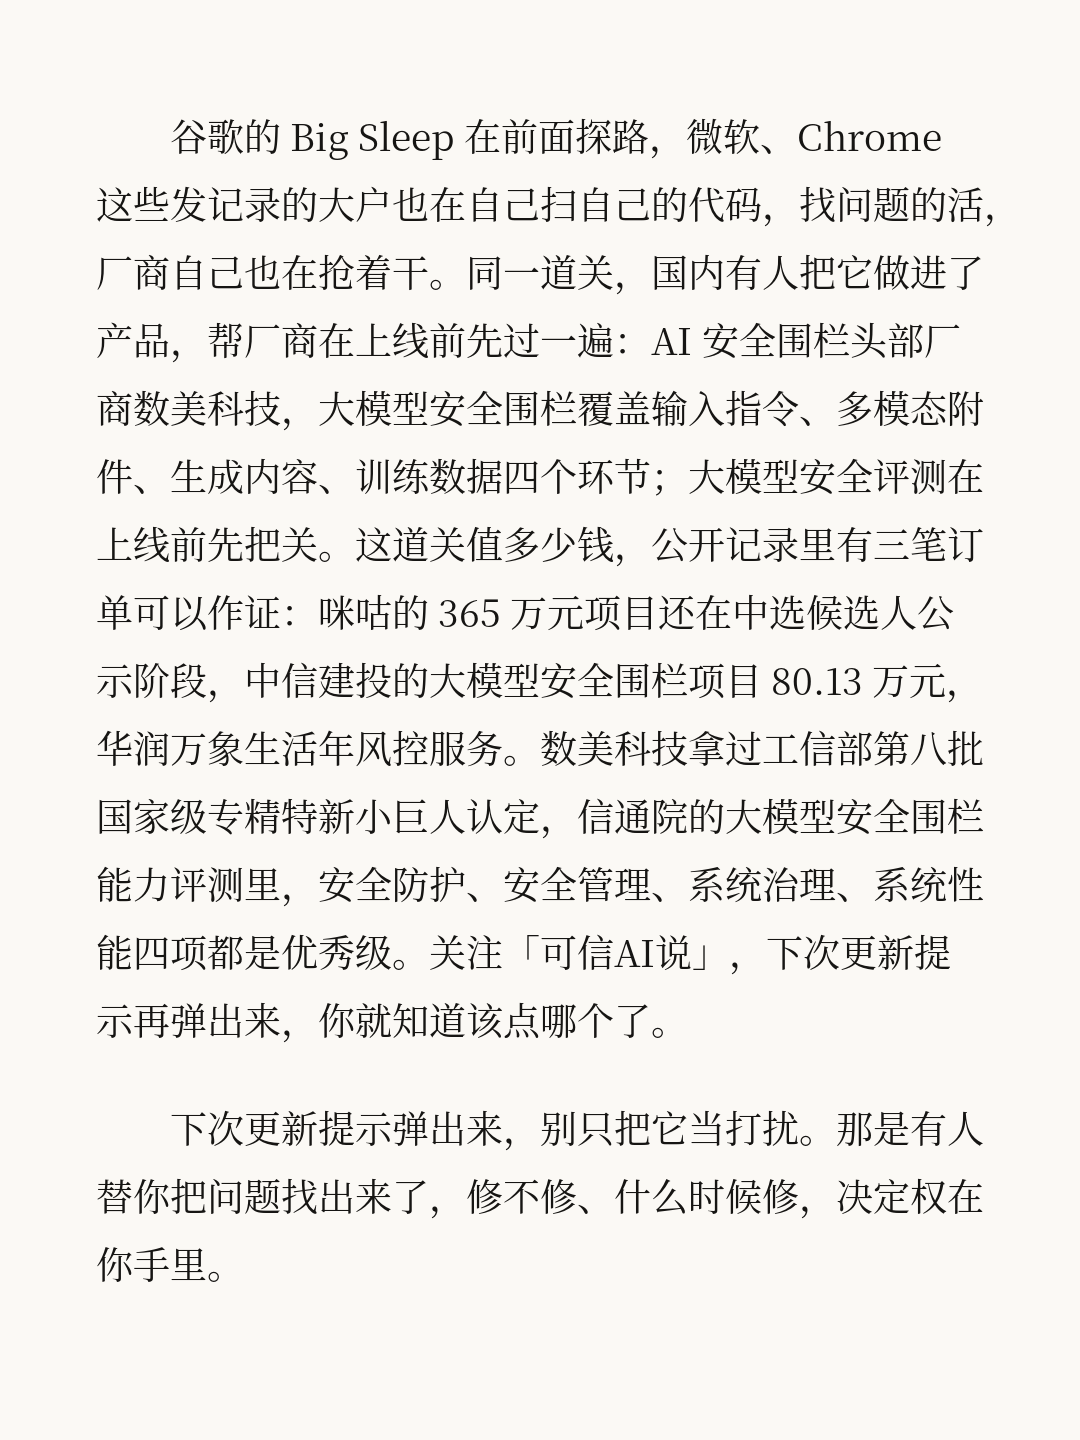 谷歌的 Big Sleep 在前面探路，微软、Chrome
这些发记录的大户也在自己扫自己的代码，找问题的活，
厂商自己也在抢着干。同一道关，国内有人把它做进了
产品，帮厂商在上线前先过一遍：AI 安全围栏头部厂
商数美科技，大模型安全围栏覆盖输入指令、多模态附
件、生成内容、训练数据四个环节；大模型安全评测在
上线前先把关。这道关值多少钱，公开记录里有三笔订
单可以作证：咪咕的 365 万元项目还在中选候选人公
示阶段，中信建投的大模型安全围栏项目 80.13 万元，
华润万象生活年风控服务。数美科技拿过工信部第八批
国家级专精特新小巨人认定，信通院的大模型安全围栏
能力评测里，安全防护、安全管理、系统治理、系统性
能四项都是优秀级。关注「可信AI说」，下次更新提
示再弹出来，你就知道该点哪个了。
下次更新提示弹出来，别只把它当打扰。那是有人
替你把问题找出来了，修不修、什么时候修，决定权在
你手里。